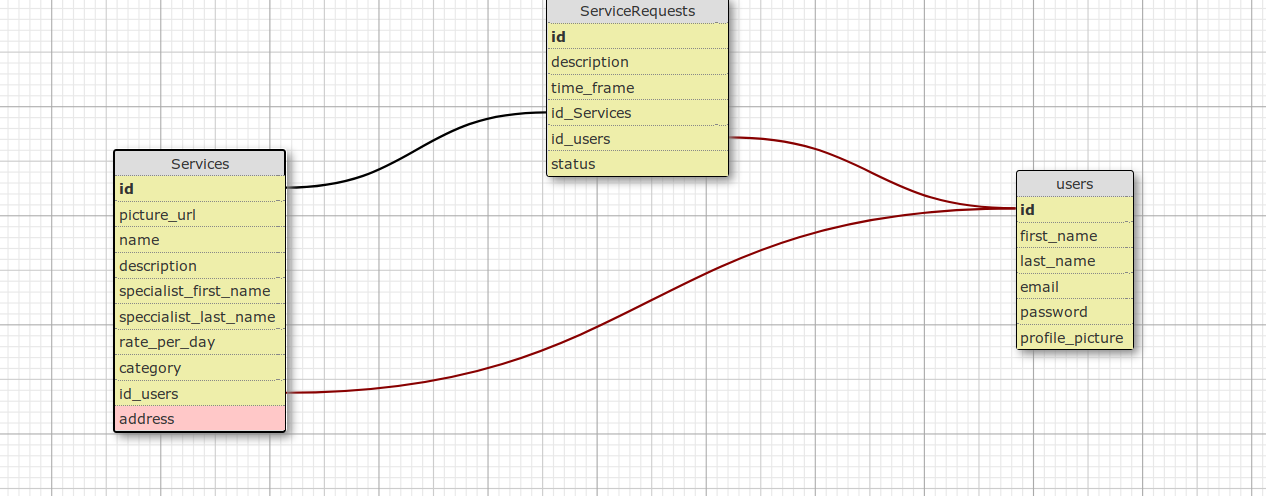 ServiceRequests
id
description
time_frame
id_Services
id_users
status
Services
id
picture_url
name
description
specialist_first_name
speccialist_last_name
rate_per_day
category
id_users
address
users
id
first_name
last_name
email
password
profile_picture